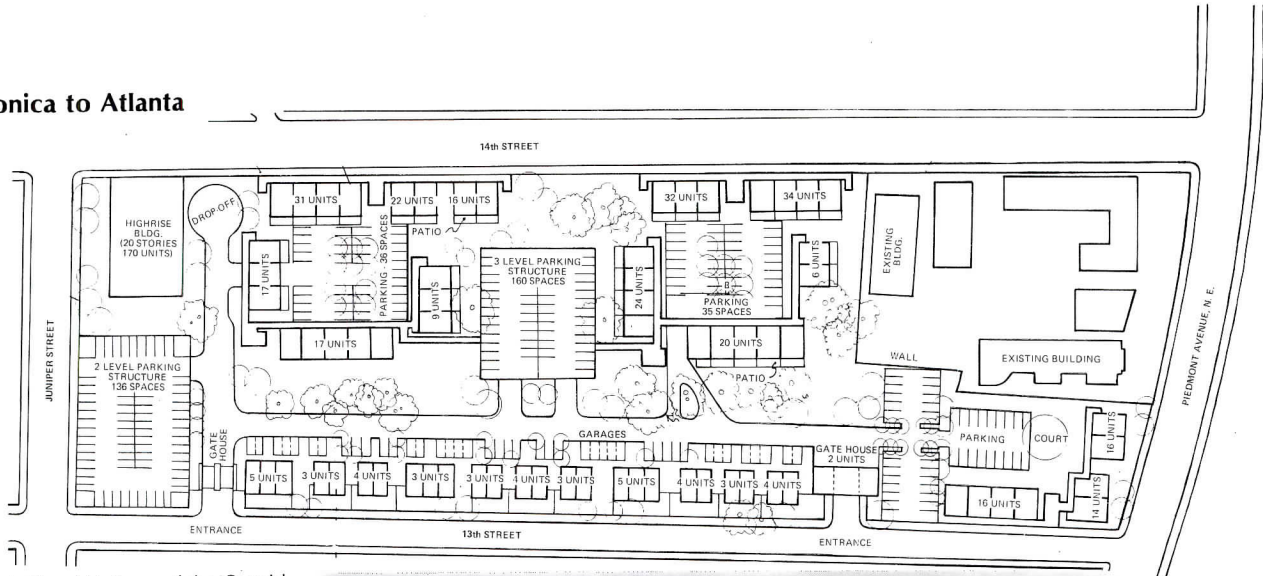 onica to Atlanta
14th STREET
HIGHRISE
BLDG.
(20 STORIES
170 UNITS)
DROP-OFF
31 UNITS
22 UNITS
16 UNITS
PATIO
32 UNITS
34 UNITS
17 UNITS
PARKING 36 SPACES
9 UNITS
3 LEVEL PARKING
STRUCTURE
160 SPACES
24 UNITS
8
PARKING
35 SPACES
6 UNITS
EXISTING
BLDG.
JUNIPER STREET
17 UNITS
20 UNITS
PATIO
WALL
EXISTING BUILDING
PIEDMONT AVENUE, N. E.
2 LEVEL PARKING
STRUCTURE
136 SPACES
GATE
HOUSE
GARAGES
GATE HOUSE
2 UNITS
PARKING
COURT
16 UNITS
5 UNITS
3 UNITS
4 UNITS
3 UNITS
3 UNITS
4 UNITS
3 UNITS
5 UNITS
4 UNITS
3 UNITS
4 UNITS
16 UNITS
14 UNITS
ENTRANCE
13th STREET
ENTRANCE